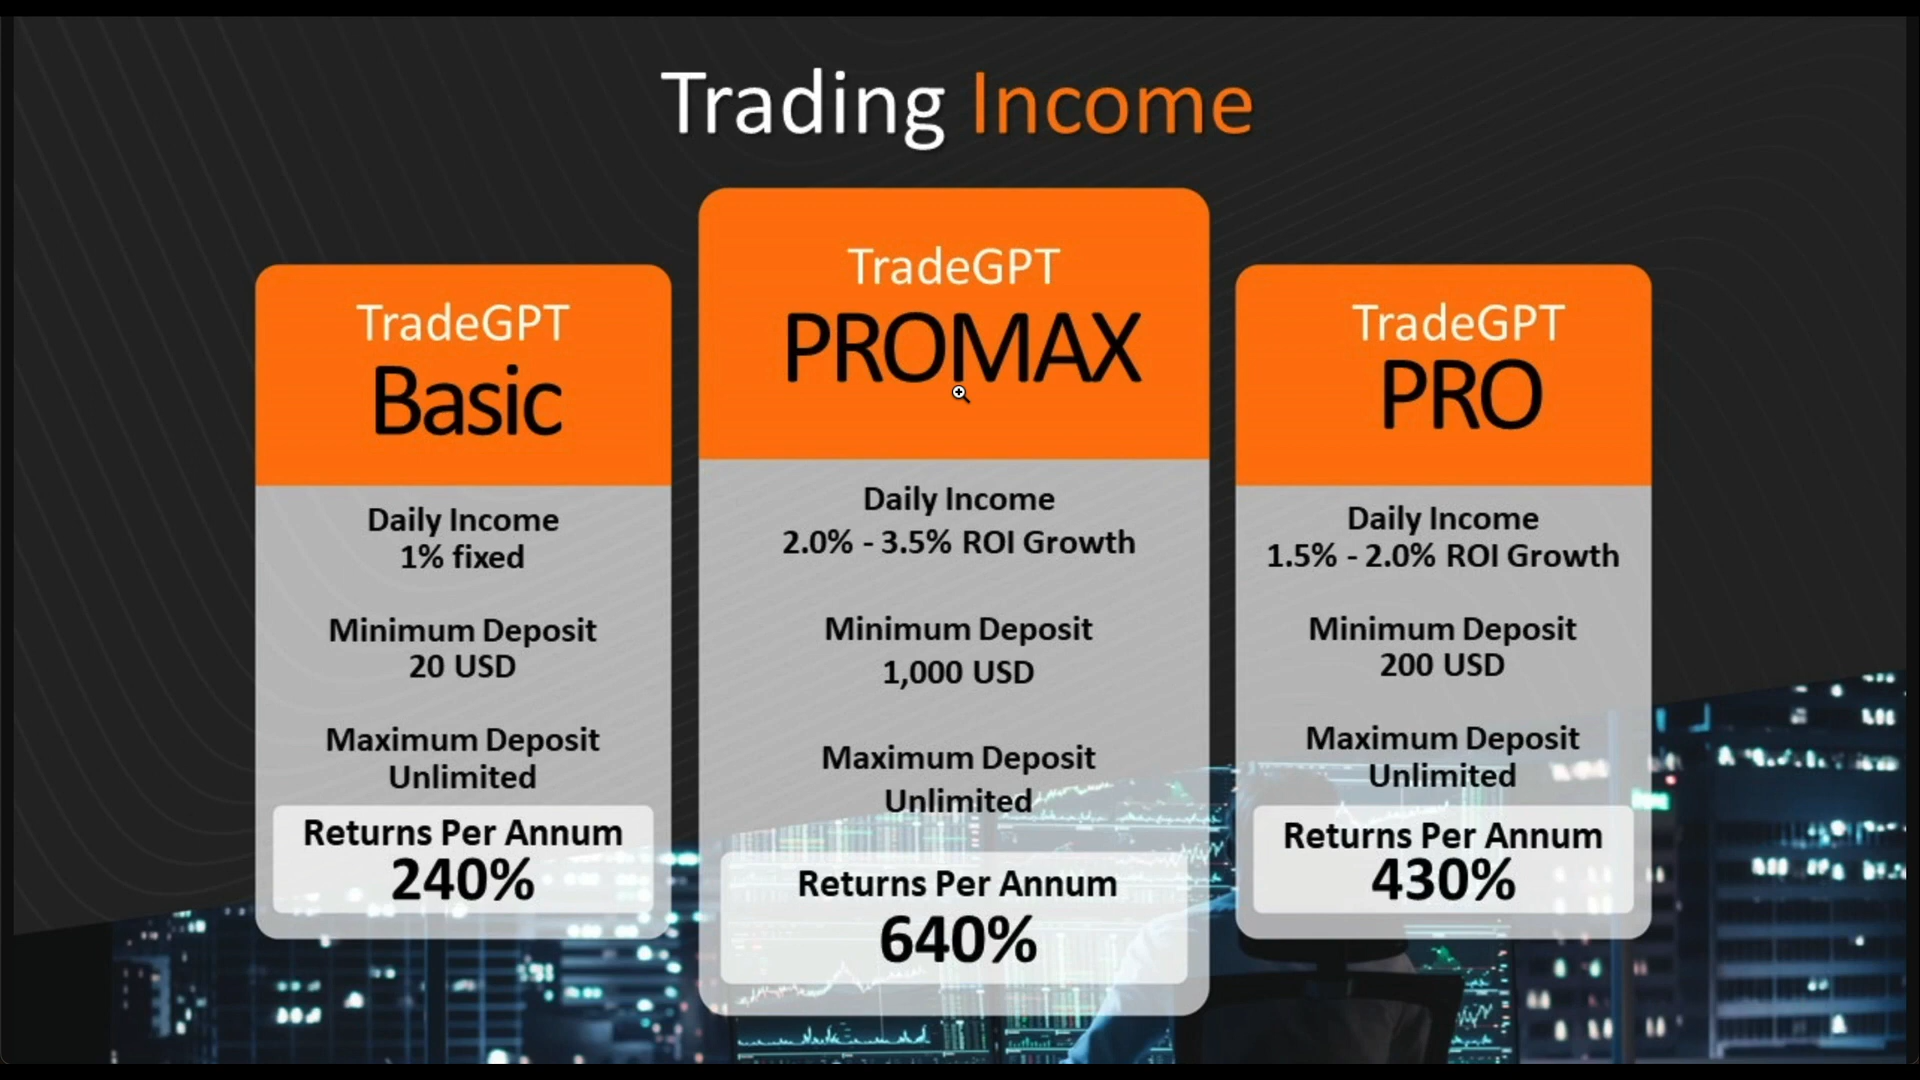 Trading Income
TradeGPT
Basic
Daily Income
1% fixed
Minimum Deposit
20 USD
Maximum Deposit
Unlimited
Returns Per Annum
240%
TradeGPT
PROMAX
Daily Income
2.0% - 3.5% ROI Growth
Minimum Deposit
1,000 USD
Maximum Deposit
Unlimited
Returns Per Annum
640%
TradeGPT
PRO
Daily Income
1.5% - 2.0% ROI Growth
Minimum Deposit
200 USD
Maximum Deposit
Unlimited
Returns Per Annum
430%